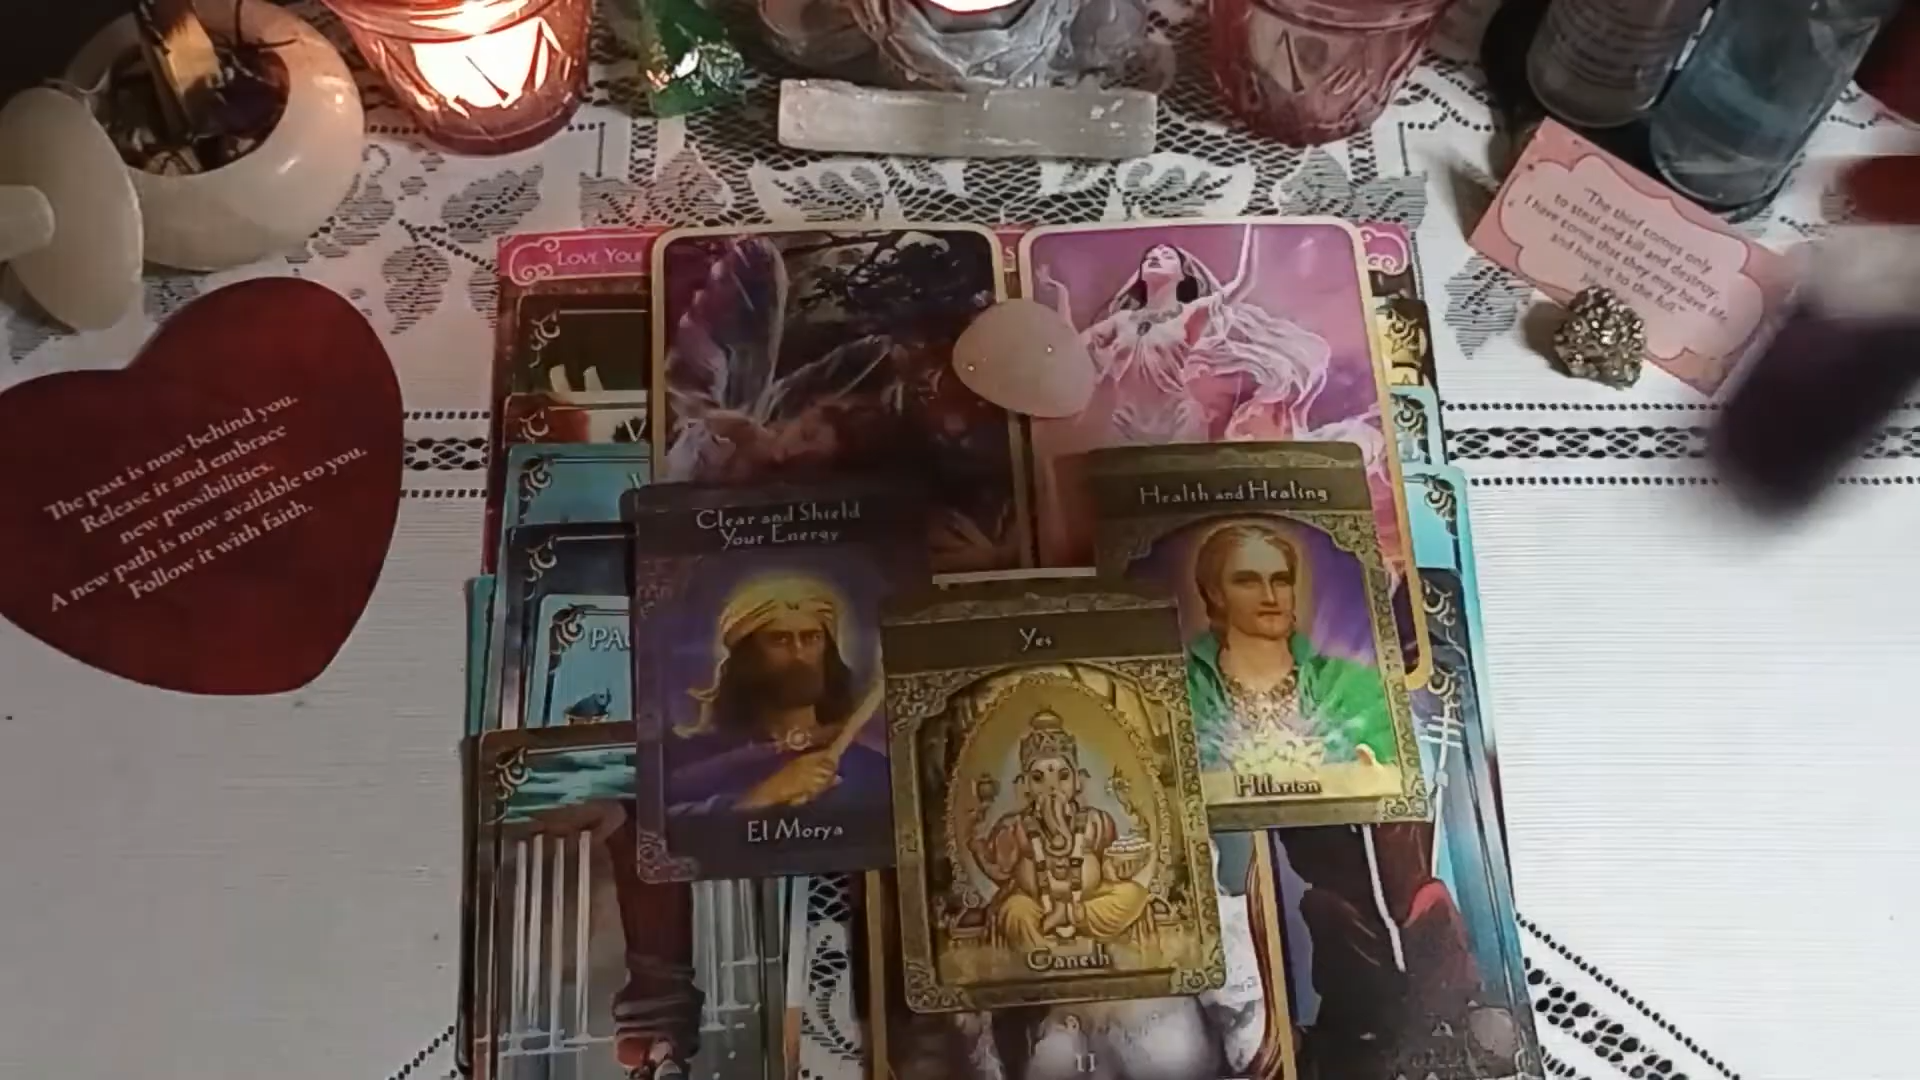 LOVE YOUR
"The thief comes only
to steal and kill and destroy.
I have come that they may have life
and have it to the full."
The past is now behind you.
Release it and embrace
new possibilities.
A new path is now available to you.
Follow it with faith.
Clear and Shield
Your Energy
El Morya
Health and Healing
Hilarion
Yes
Ganesh
PA
II